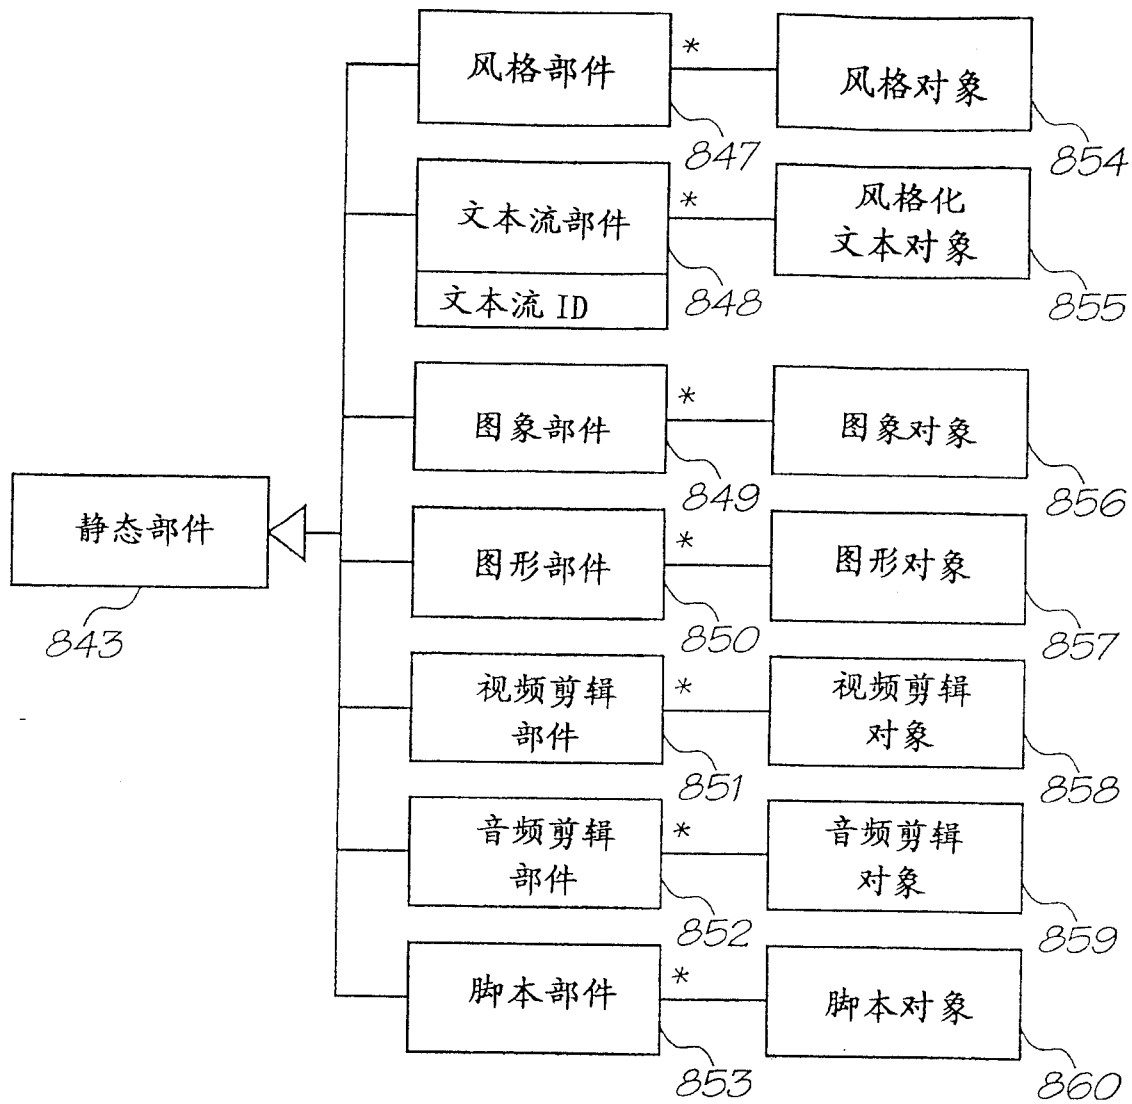 风格部件
*
风格对象
847
854
文本流部件
*
风格化
文本对象
文本流 ID
848
855
图象部件
*
图象对象
849
856
静态部件
843
图形部件
*
图形对象
850
857
视频剪辑
部件
*
视频剪辑
对象
851
858
音频剪辑
部件
*
音频剪辑
对象
852
859
脚本部件
*
脚本对象
853
860